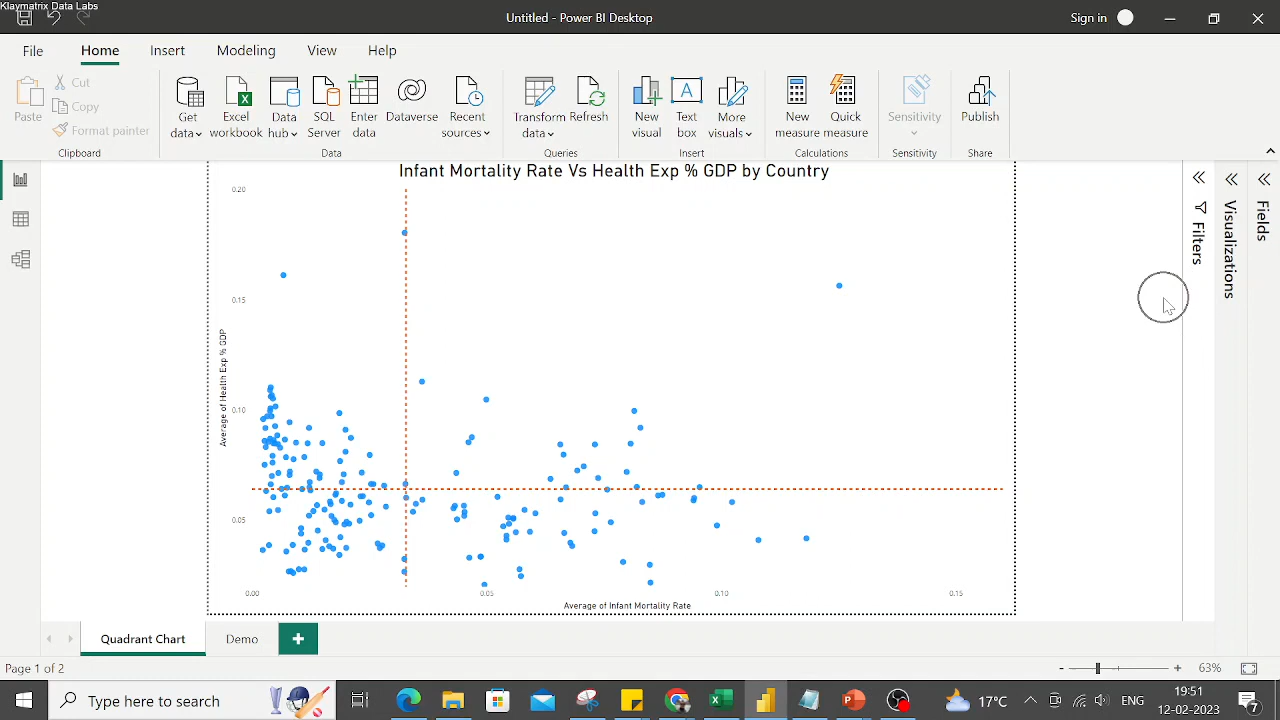 Kaymatrix Data Labs
Untitled - Power BI Desktop
Sign in
File
Home
Insert
Modeling
View
Help
Paste
Cut
Copy
Format painter
Clipboard
Get data
Excel workbook
Data hub
SQL Server
Enter data
Dataverse
Recent sources
Data
Transform data
Refresh
Queries
New visual
Text box
More visuals
Insert
New measure
Quick measure
Calculations
Sensitivity
Sensitivity
Publish
Share
Infant Mortality Rate Vs Health Exp % GDP by Country
0.20
0.15
0.10
0.05
Average of Health Exp % GDP
0.00
0.05
0.10
0.15
Average of Infant Mortality Rate
Filters
Visualizations
Fields
Quadrant Chart
Demo
Page 1 of 2
- + 63%
Type here to search
17°C
ENG
19:51
12-02-2023
7